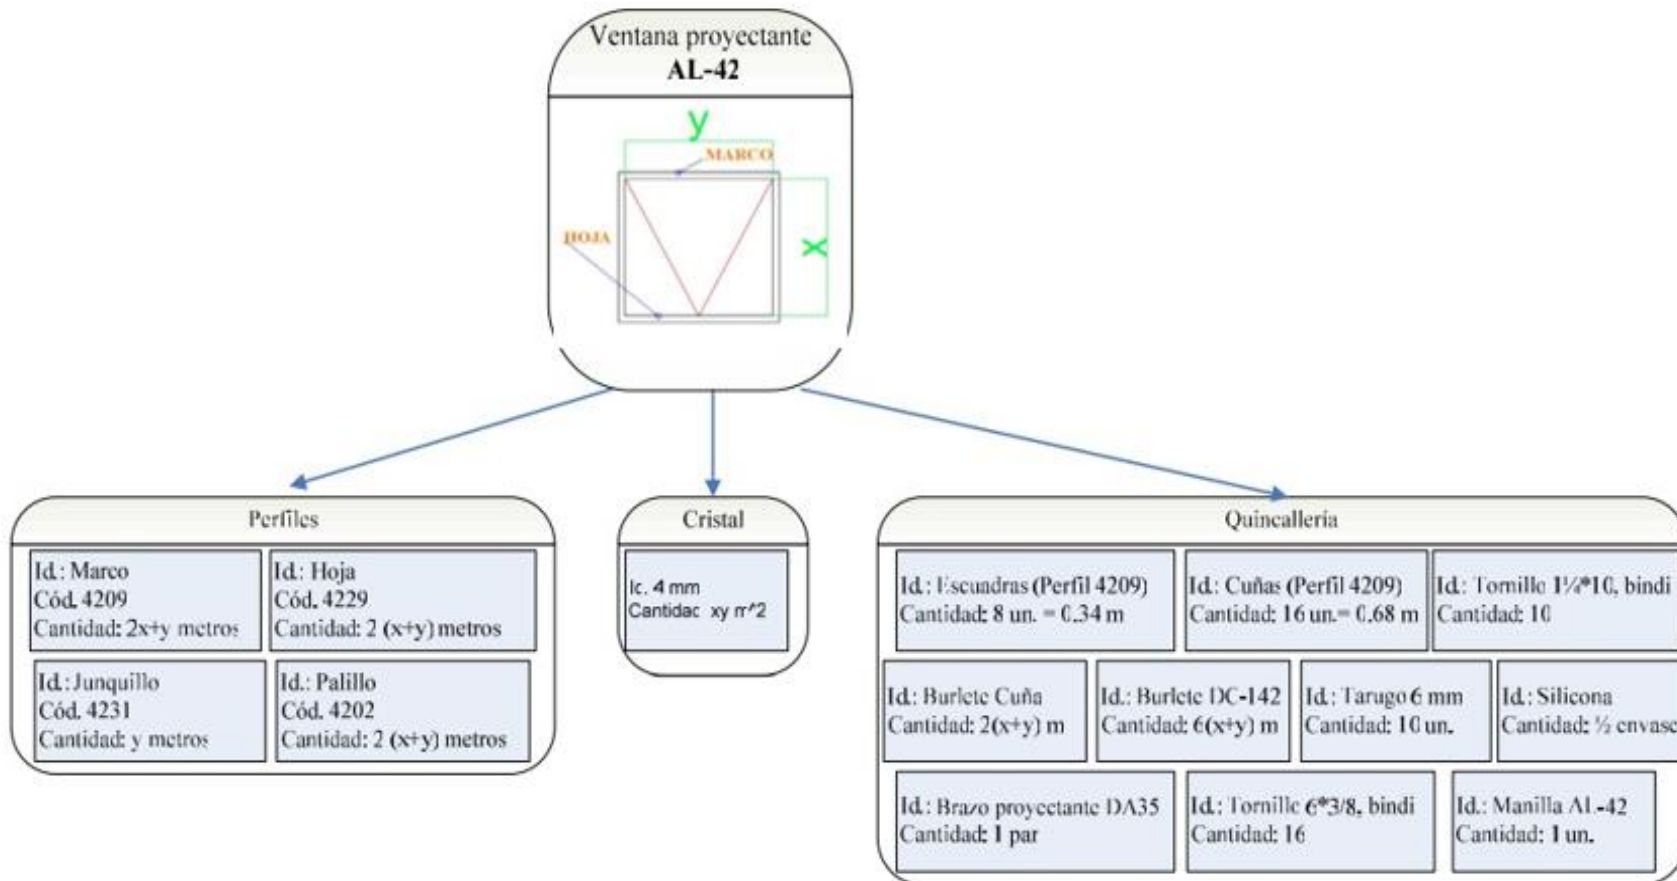 Ventana proyectante
AL-42
y
MARCO
HOJA
x
Perfiles
Id.: Marco
Cód. 4209
Cantidad: 2x+y metros
Id.: Hoja
Cód. 4229
Cantidad: 2 (x+y) metros
Id.: Junquillo
Cód. 4231
Cantidad: y metros
Id.: Palillo
Cód. 4202
Cantidad: 2 (x+y) metros
Cristal
Ic. 4 mm
Cantidac xy m^2
Quincallería
Id.: Escuadras (Perfil 4209)
Cantidad: 8 un. = 0.34 m
Id.: Cuñas (Perfil 4209)
Cantidad: 16 un.= 0.68 m
Id.: Tornillo 1¼*10, bindi
Cantidad: 10
Id.: Burlete Cuña
Cantidad: 2(x+y) m
Id.: Burlete DC-142
Cantidad: 6(x+y) m
Id.: Tarugo 6 mm
Cantidad: 10 un.
Id.: Silicona
Cantidad: ½ envase
Id.: Brazo proyectante DA35
Cantidad: 1 par
Id.: Tornillo 6*3/8, bindi
Cantidad: 16
Id.: Manilla AL-42
Cantidad: 1 un.